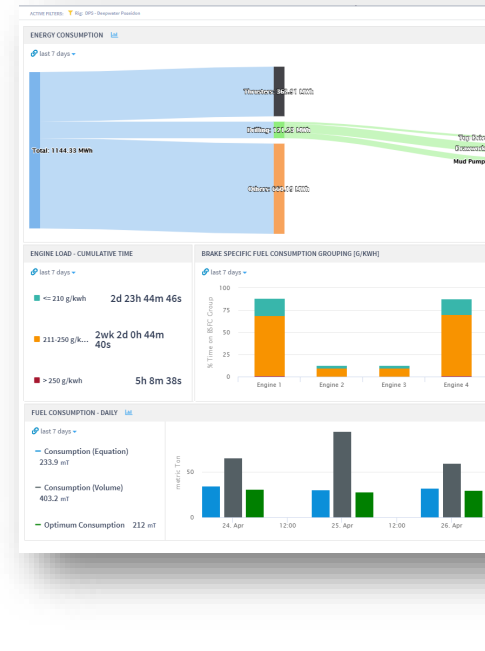 ACTIVE FILTERS: Rig: DPS - Deepwater Poseidon
ENERGY CONSUMPTION
last 7 days
Thrusters:
MWh
Drilling:
MWh
Total: 1144.33 MWh
Others:
MWh
Mud Pump
ENGINE LOAD - CUMULATIVE TIME
last 7 days
<= 210 g/kwh 2d 23h 44m 46s
211-250 g/k... 2wk 2d 0h 44m
40s
> 250 g/kwh 5h 8m 38s
BRAKE SPECIFIC FUEL CONSUMPTION GROUPING [G/KWH]
last 7 days
% Time on BSFC Group
100
75
50
25
0
Engine 1 Engine 2 Engine 3 Engine 4
FUEL CONSUMPTION - DAILY
last 7 days
Consumption (Equation)
233.9 mT
Consumption (Volume)
403.2 mT
Optimum Consumption 212 mT
metric Ton
50
0
24. Apr 12:00 25. Apr 12:00 26. Apr